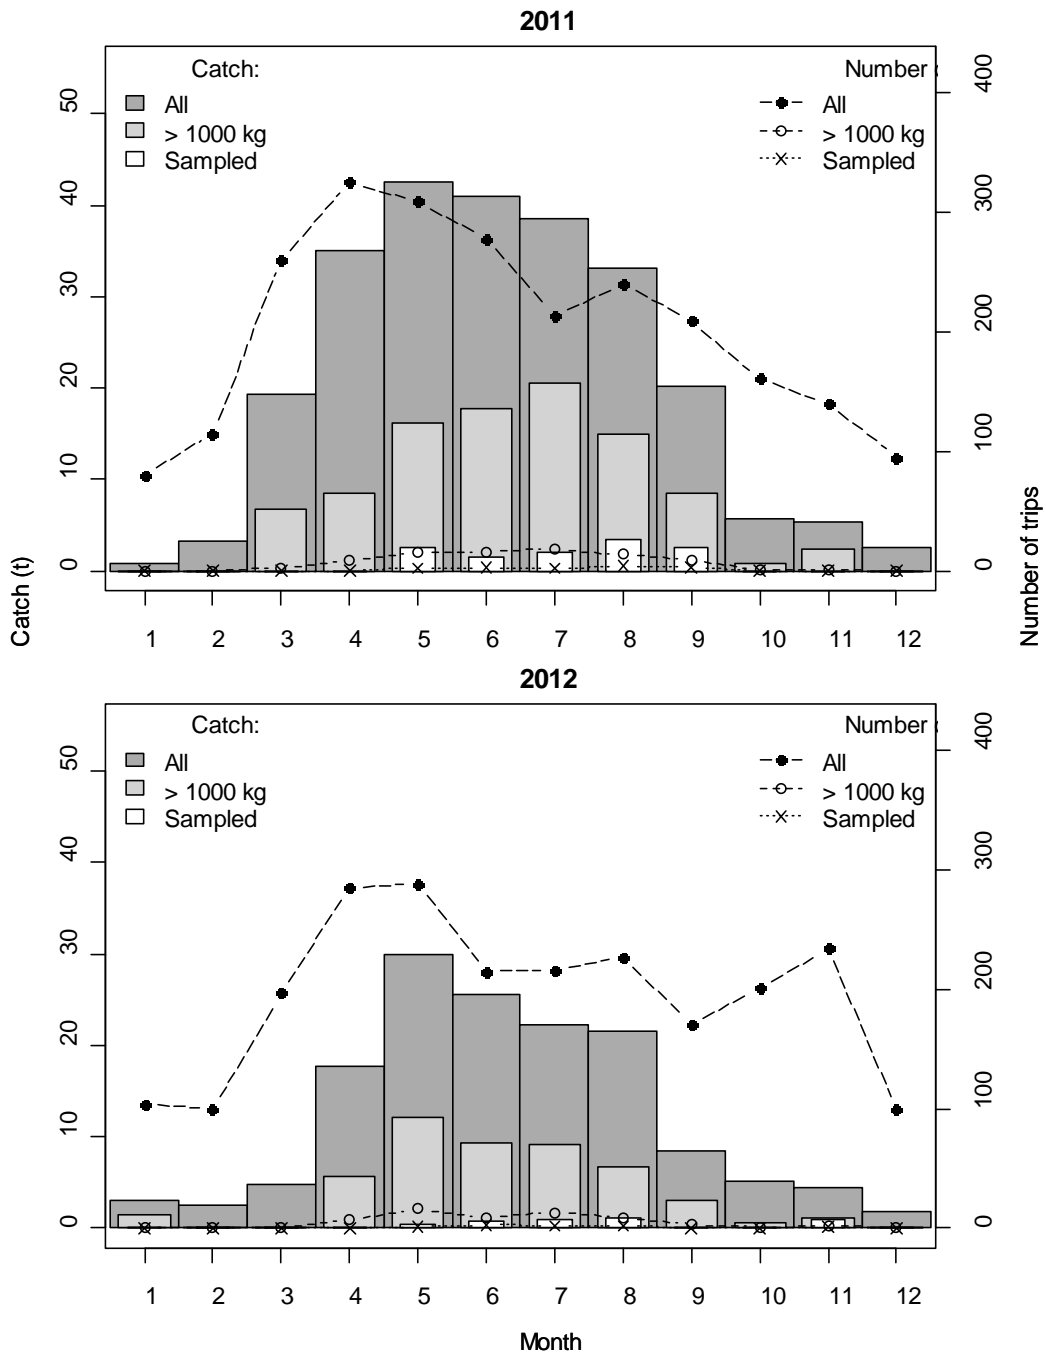 2011
Catch:
All
> 1000 kg
Sampled
Number :
All
> 1000 kg
Sampled
50
40
30
20
10
0
400
300
200
100
0
1 2 3 4 5 6 7 8 9 10 11 12
Catch (t)
Number of trips
2012
Catch:
All
> 1000 kg
Sampled
Number :
All
> 1000 kg
Sampled
50
40
30
20
10
0
400
300
200
100
0
1 2 3 4 5 6 7 8 9 10 11 12
Month